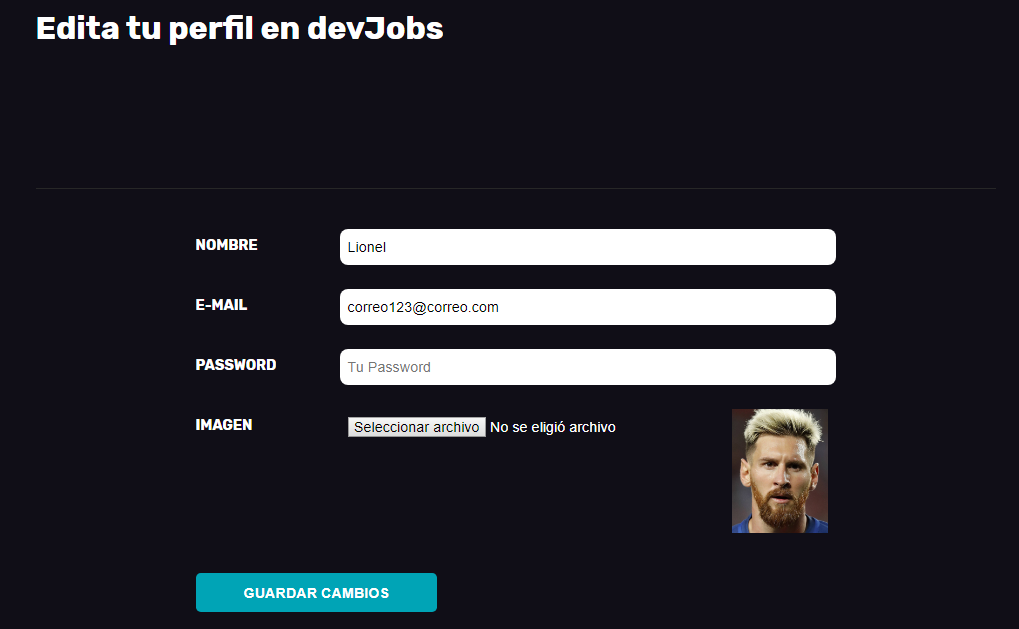 Edita tu perfil en devJobs
NOMBRE
Lionel
E-MAIL
correo123@correo.com
PASSWORD
Tu Password
IMAGEN
Seleccionar archivo No se eligió archivo
GUARDAR CAMBIOS